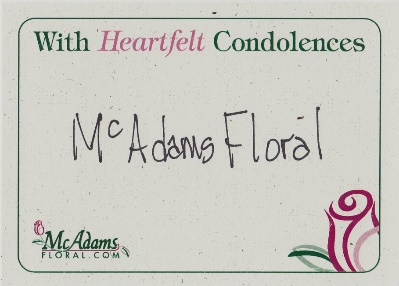 With Heartfelt Condolences
McAdams Floral
McAdams
FLORAL.COM